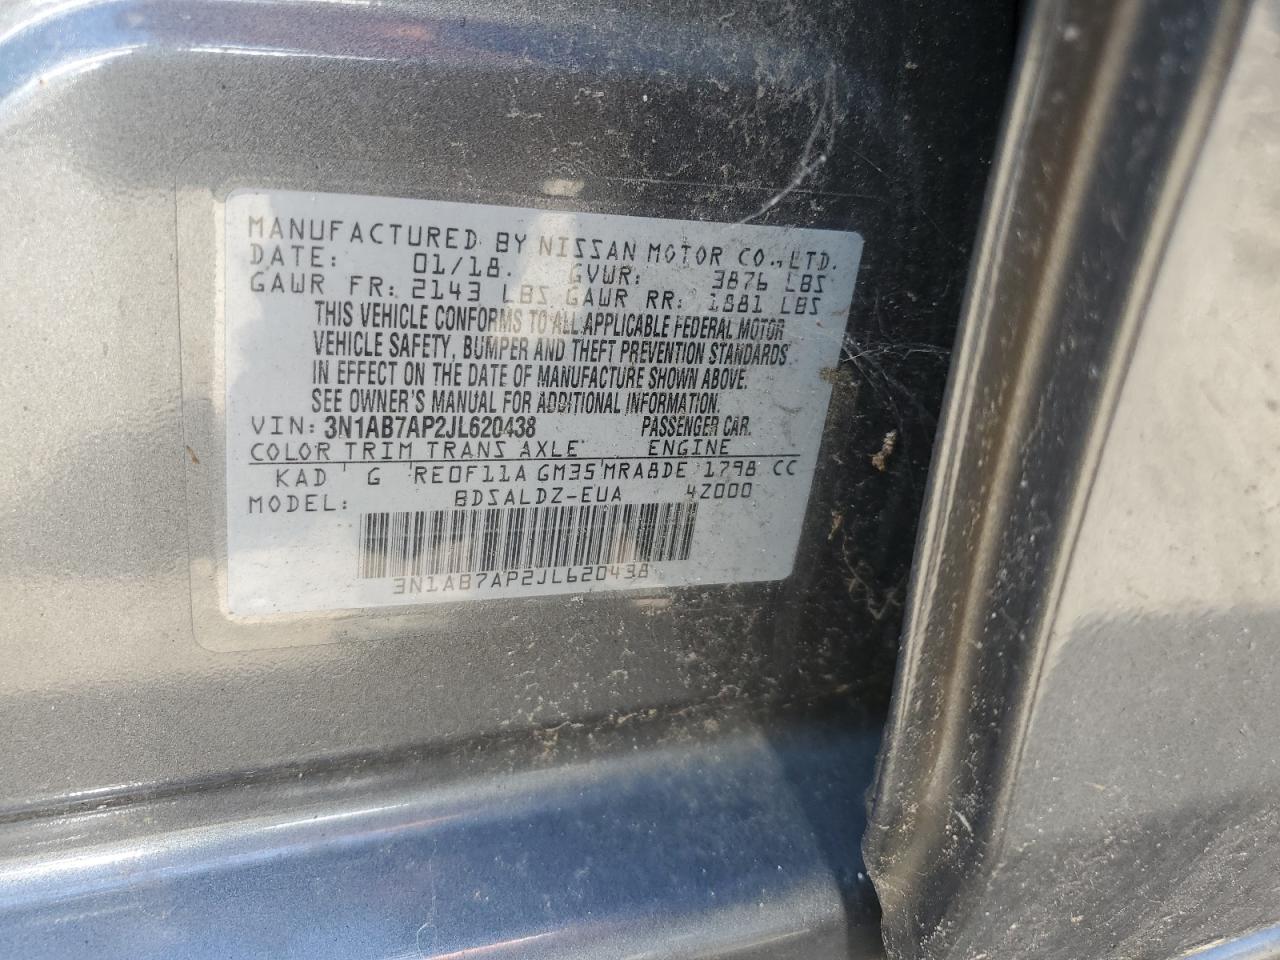 MANUFACTURED BY NISSAN MOTOR CO., LTD.
DATE: 01/18. GVWR: 3876 LBS
GAWR FR: 2143 LBS GAWR RR: 1881 LBS
THIS VEHICLE CONFORMS TO ALL APPLICABLE FEDERAL MOTOR
VEHICLE SAFETY, BUMPER AND THEFT PREVENTION STANDARDS
IN EFFECT ON THE DATE OF MANUFACTURE SHOWN ABOVE.
SEE OWNER'S MANUAL FOR ADDITIONAL INFORMATION.
VIN: 3N1AB7AP2JL620438 PASSENGER CAR.
COLOR TRIM TRANS AXLE ENGINE
KAD G RE0F11A GM35 MRA8DE 1798 CC
MODEL: BDSALDZ-EUA 4Z000
3N1AB7AP2JL620438